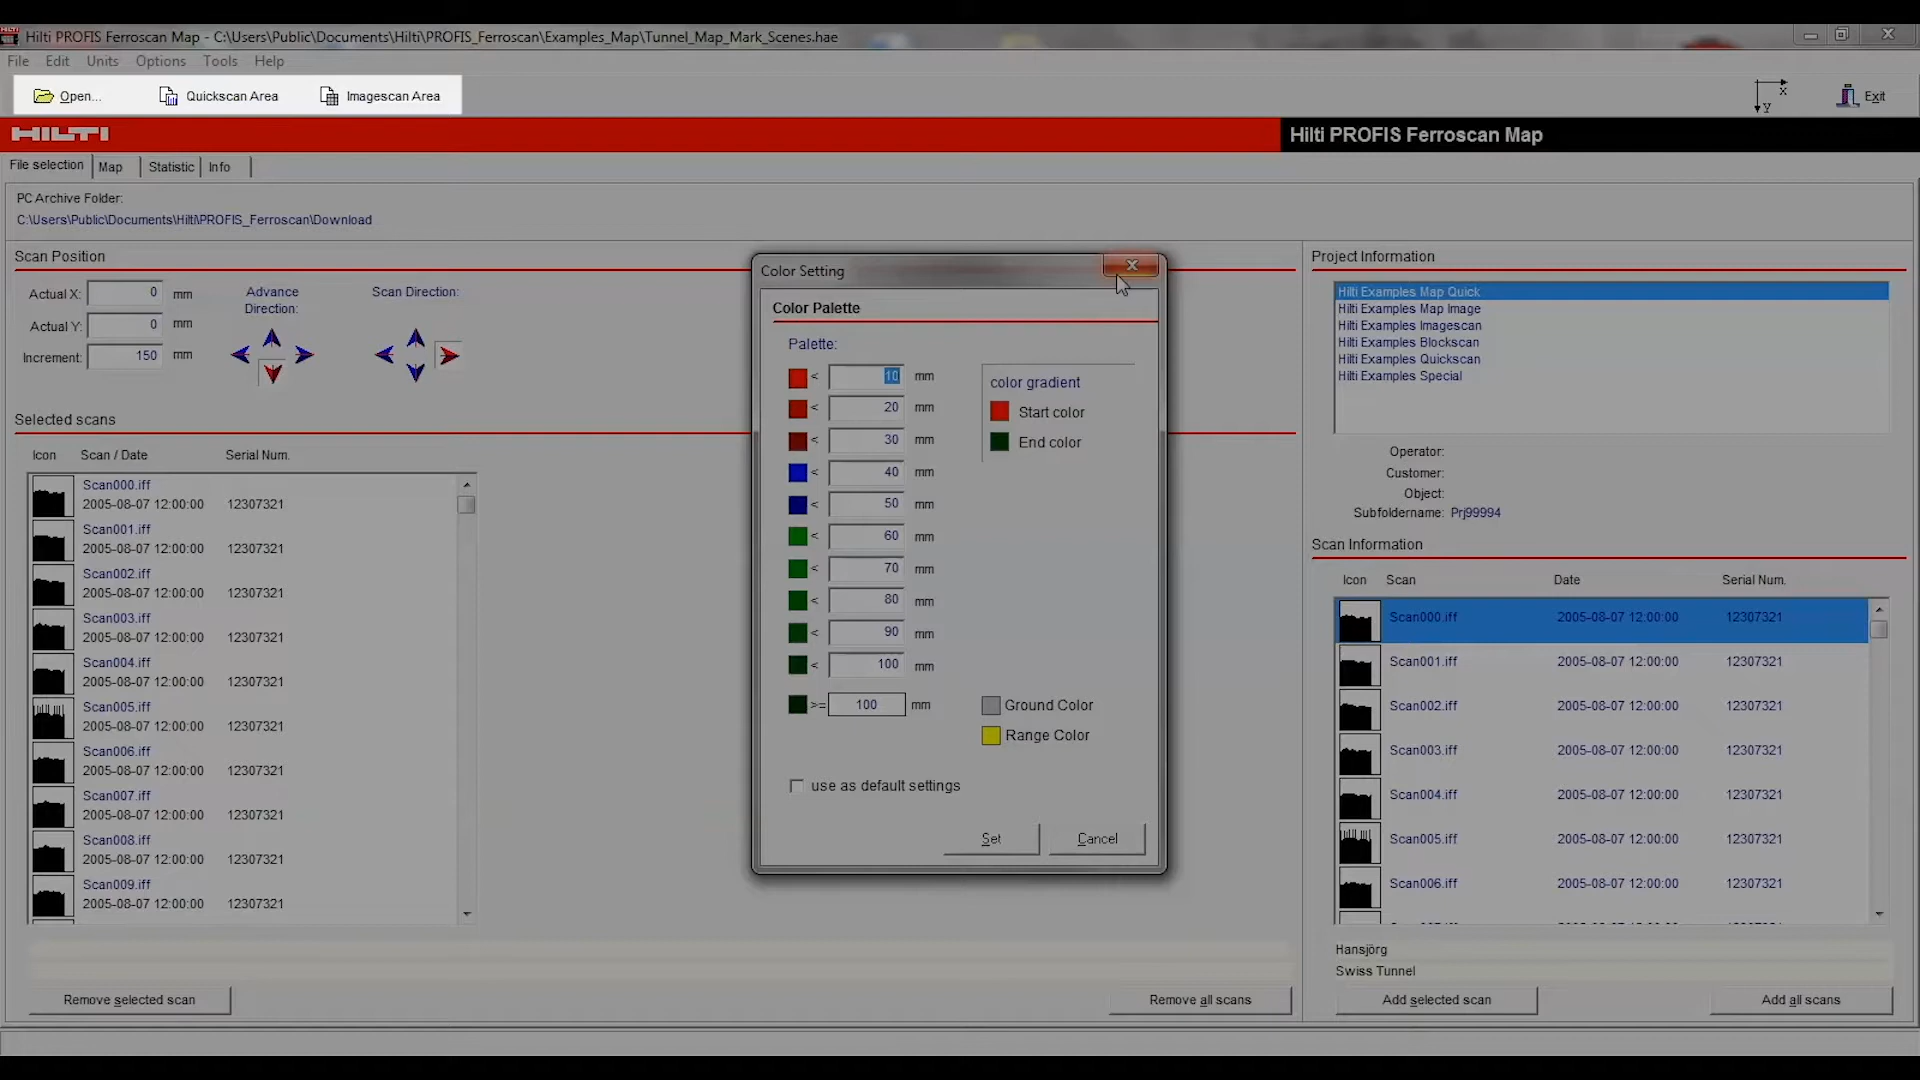 HILTI
Hilti PROFIS Ferroscan Map - C:\Users\Public\Documents\Hilti\PROFIS_Ferroscan\Examples_Map\Tunnel_Map_Mark_Scenes.hae
File Edit Units Options Tools Help
Open... Quickscan Area Imagescan Area
x
y
Exit
HILTI
Hilti PROFIS Ferroscan Map
File selection Map Statistic Info
PC Archive Folder:
C:\Users\Public\Documents\Hilti\PROFIS_Ferroscan\Download
Scan Position
Actual X: 0 mm
Actual Y: 0 mm
Increment: 150 mm
Advance
Direction:
Scan Direction:
Selected scans
Icon Scan / Date Serial Num.
Scan000.iff
2005-08-07 12:00:00 12307321
Scan001.iff
2005-08-07 12:00:00 12307321
Scan002.iff
2005-08-07 12:00:00 12307321
Scan003.iff
2005-08-07 12:00:00 12307321
Scan004.iff
2005-08-07 12:00:00 12307321
Scan005.iff
2005-08-07 12:00:00 12307321
Scan006.iff
2005-08-07 12:00:00 12307321
Scan007.iff
2005-08-07 12:00:00 12307321
Scan008.iff
2005-08-07 12:00:00 12307321
Scan009.iff
2005-08-07 12:00:00 12307321
Remove selected scan
Remove all scans
Color Setting
Color Palette
Palette:
< 10 mm
< 20 mm
< 30 mm
< 40 mm
< 50 mm
< 60 mm
< 70 mm
< 80 mm
< 90 mm
< 100 mm
>= 100 mm
color gradient
Start color
End color
Ground Color
Range Color
use as default settings
Set Cancel
Project Information
Hilti Examples Map Quick
Hilti Examples Map Image
Hilti Examples Imagescan
Hilti Examples Blockscan
Hilti Examples Quickscan
Hilti Examples Special
Operator:
Customer:
Object:
Subfoldername: Prj99994
Scan Information
Icon Scan Date Serial Num.
Scan000.iff 2005-08-07 12:00:00 12307321
Scan001.iff 2005-08-07 12:00:00 12307321
Scan002.iff 2005-08-07 12:00:00 12307321
Scan003.iff 2005-08-07 12:00:00 12307321
Scan004.iff 2005-08-07 12:00:00 12307321
Scan005.iff 2005-08-07 12:00:00 12307321
Scan006.iff 2005-08-07 12:00:00 12307321
Hansjörg
Swiss Tunnel
Add selected scan
Add all scans